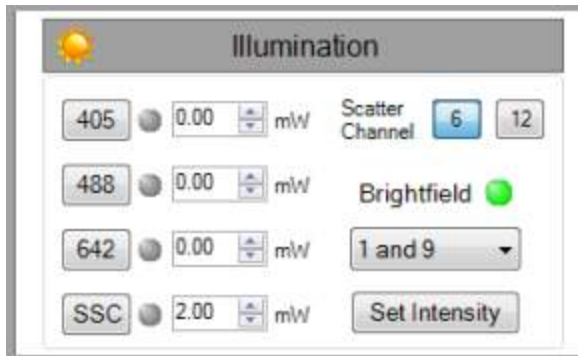 Illumination
405 0.00 mW Scatter Channel 6 12
488 0.00 mW Brightfield
642 0.00 mW 1 and 9
SSC 2.00 mW Set Intensity